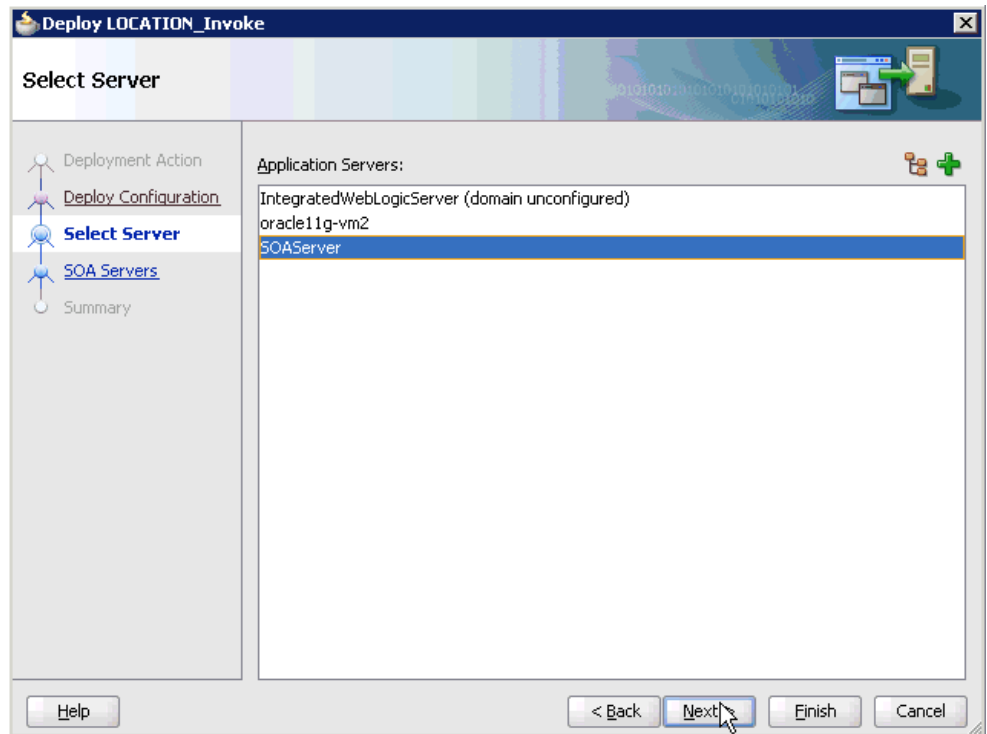 Deploy LOCATION_Invoke
Select Server
Deployment Action
Deploy Configuration
Select Server
SOA Servers
Summary
Application Servers:
IntegratedWebLogicServer (domain unconfigured)
oracle11g-vm2
SOAServer
Help
< Back
Next >
Finish
Cancel